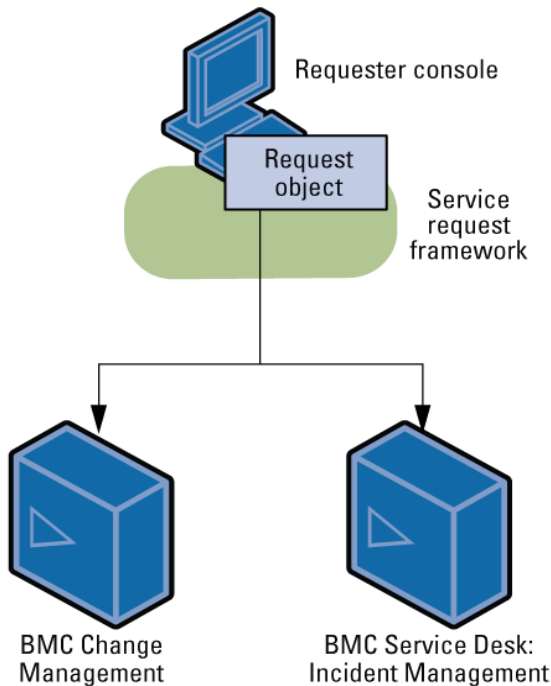 Requester console
Request
object
Service
request
framework
BMC Change
Management
BMC Service Desk:
Incident Management